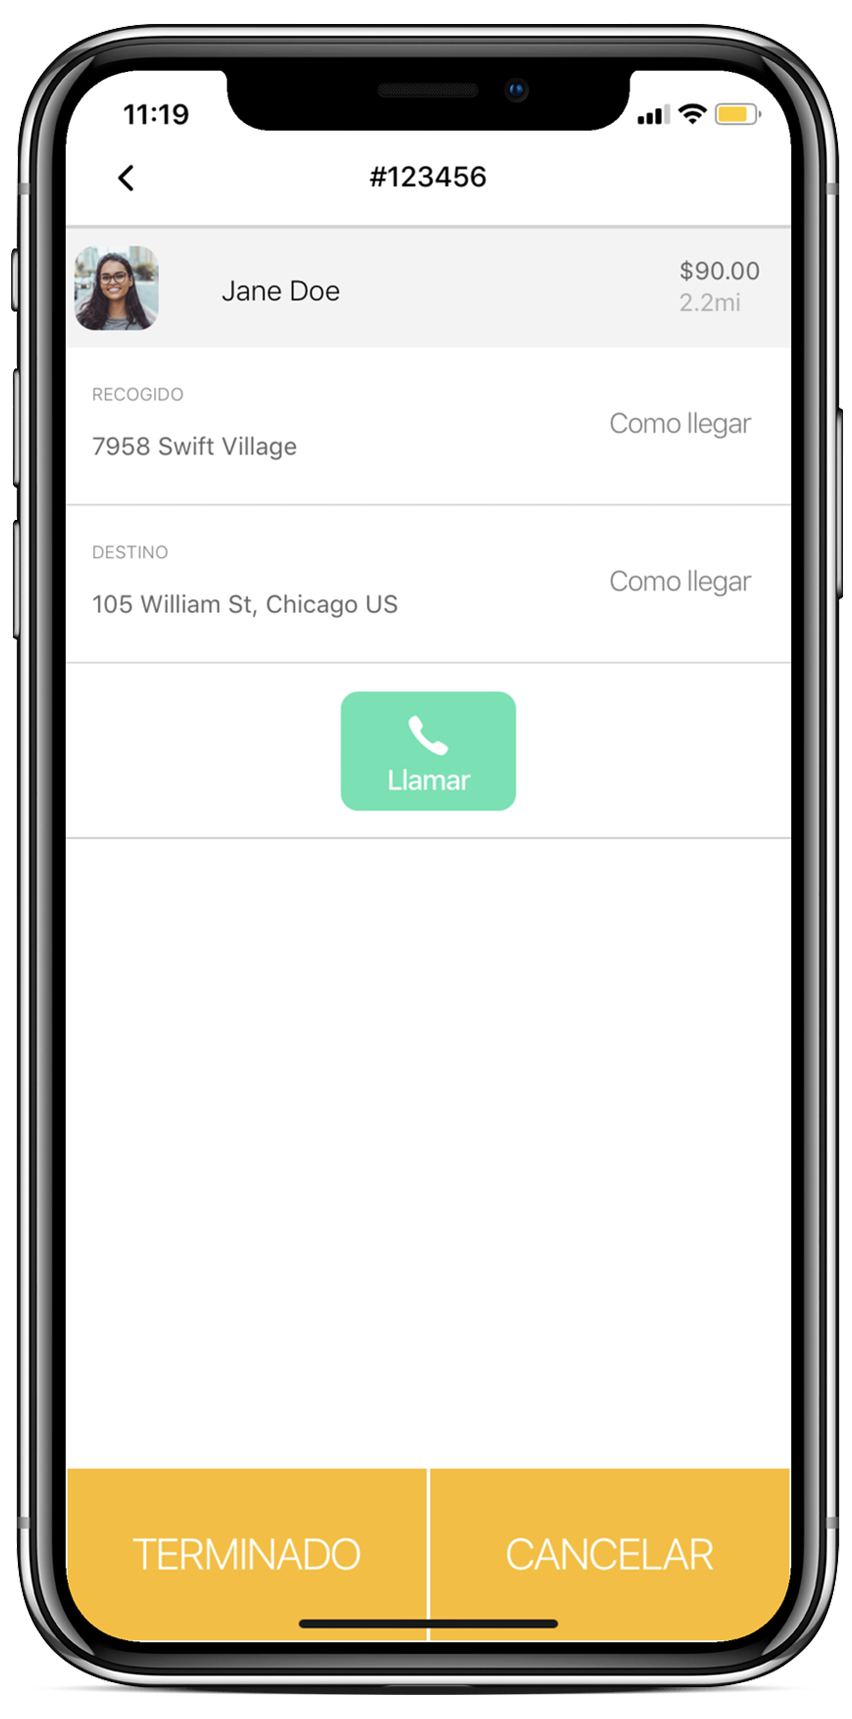 11:19
#123456
Jane Doe
$90.00
2.2mi
RECOGIDO
7958 Swift Village
Como llegar
DESTINO
105 William St, Chicago US
Como llegar
Llamar
TERMINADO
CANCELAR